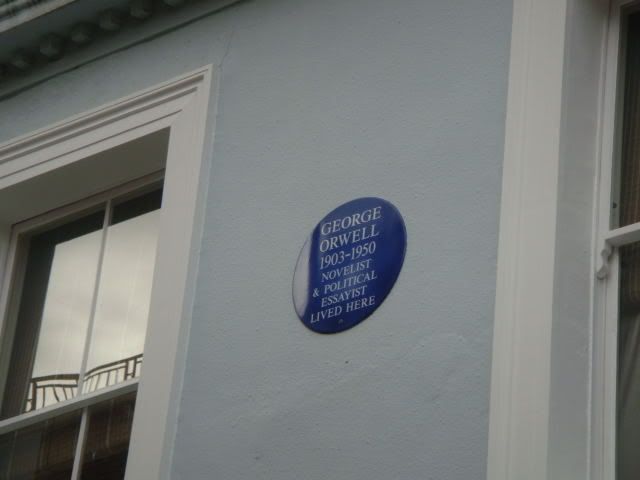 GEORGE
ORWELL
1903-1950
NOVELIST
& POLITICAL
ESSAYIST
LIVED HERE